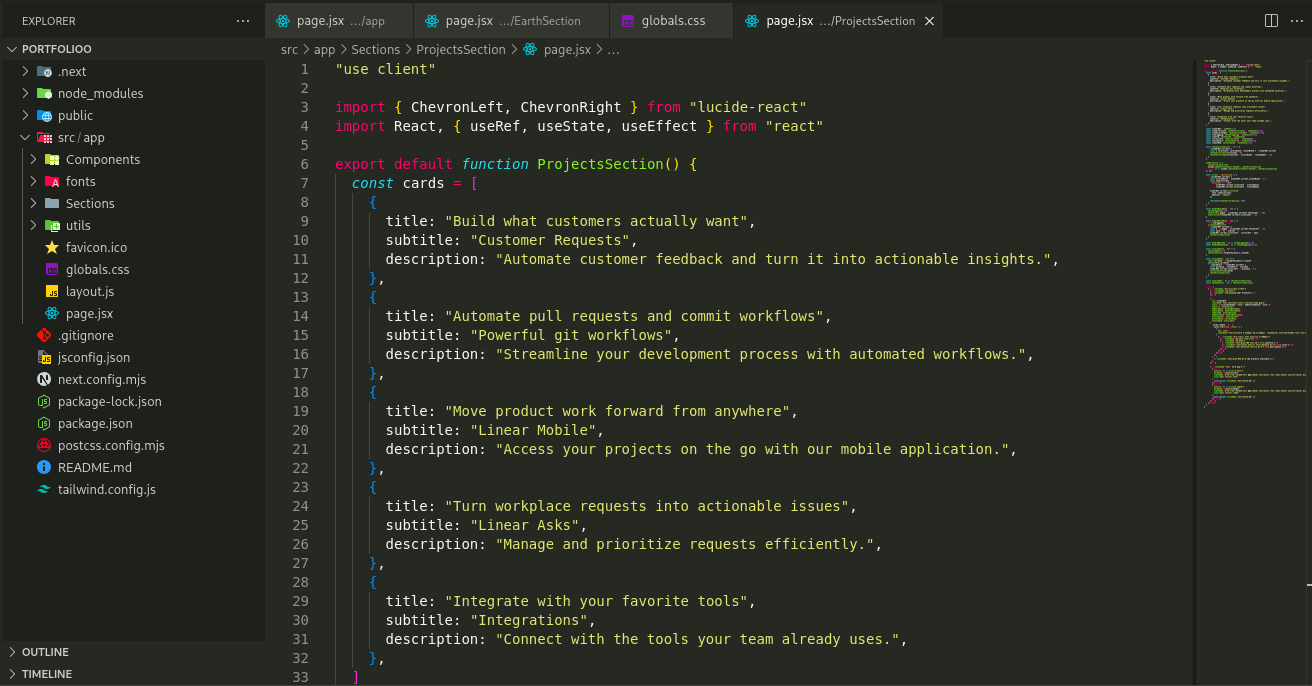 EXPLORER
PORTFOLIOO
.next
node_modules
public
src / app
Components
fonts
Sections
utils
favicon.ico
globals.css
layout.js
page.jsx
.gitignore
jsconfig.json
next.config.mjs
package-lock.json
package.json
postcss.config.mjs
README.md
tailwind.config.js
OUTLINE
TIMELINE
page.jsx .../app
page.jsx .../EarthSection
globals.css
page.jsx .../ProjectsSection
src > app > Sections > ProjectsSection > page.jsx > ...
1 "use client"
2
3 import { ChevronLeft, ChevronRight } from "lucide-react"
4 import React, { useRef, useState, useEffect } from "react"
5
6 export default function ProjectsSection() {
7   const cards = [
8     {
9       title: "Build what customers actually want",
10       subtitle: "Customer Requests",
11       description: "Automate customer feedback and turn it into actionable insights.",
12     },
13     {
14       title: "Automate pull requests and commit workflows",
15       subtitle: "Powerful git workflows",
16       description: "Streamline your development process with automated workflows.",
17     },
18     {
19       title: "Move product work forward from anywhere",
20       subtitle: "Linear Mobile",
21       description: "Access your projects on the go with our mobile application.",
22     },
23     {
24       title: "Turn workplace requests into actionable issues",
25       subtitle: "Linear Asks",
26       description: "Manage and prioritize requests efficiently.",
27     },
28     {
29       title: "Integrate with your favorite tools",
30       subtitle: "Integrations",
31       description: "Connect with the tools your team already uses.",
32     },
33   ]